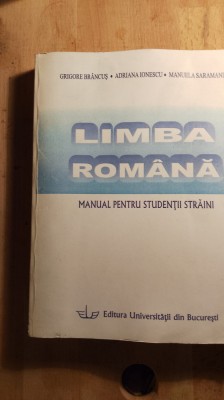 GRIGORE BRÂNCUȘ • ADRIANA IONESCU • MANUELA SARAMANDU
LIMBA
ROMÂNĂ
MANUAL PENTRU STUDENȚII STRĂINI
Editura Universității din București